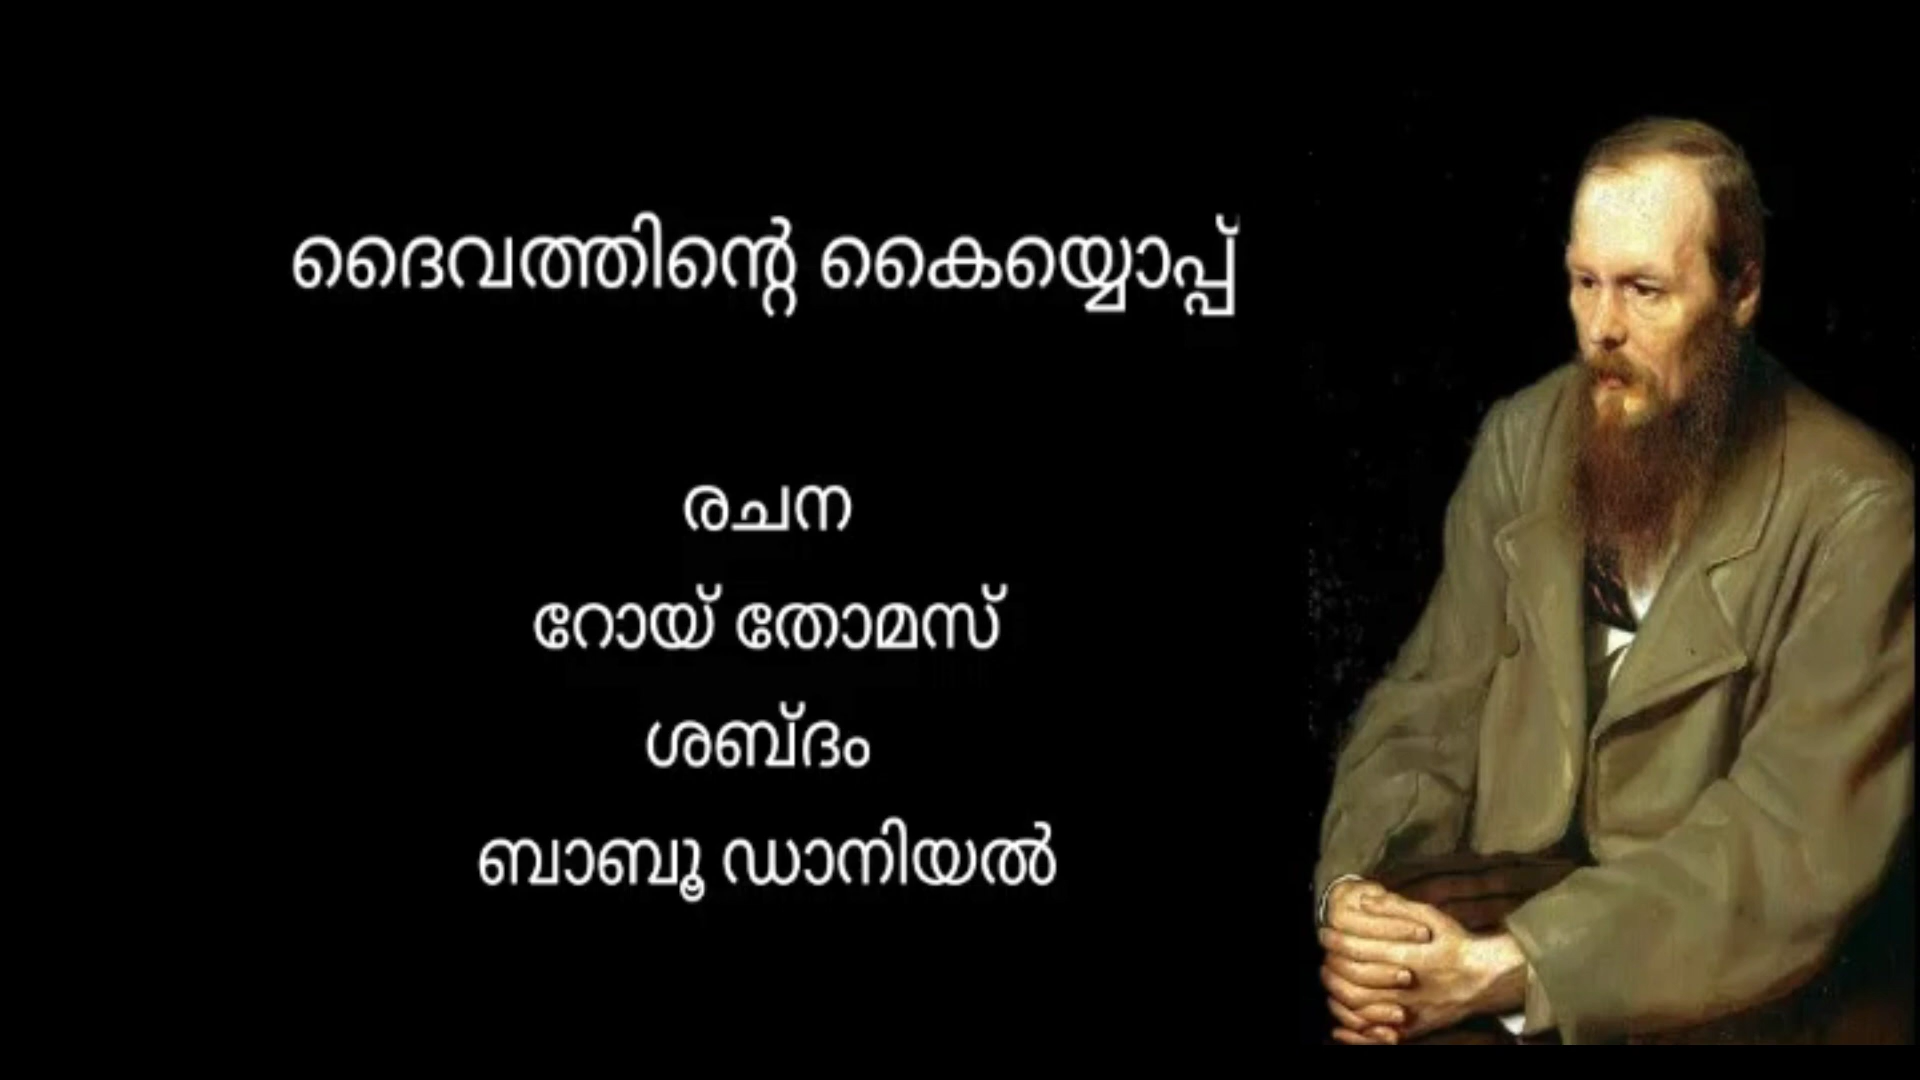 ദൈവത്തിന്റെ കൈയ്യൊപ്പ്
രചന
റോയ് തോമസ്
ശബ്ദം
ബാബൂ ഡാനിയൽ